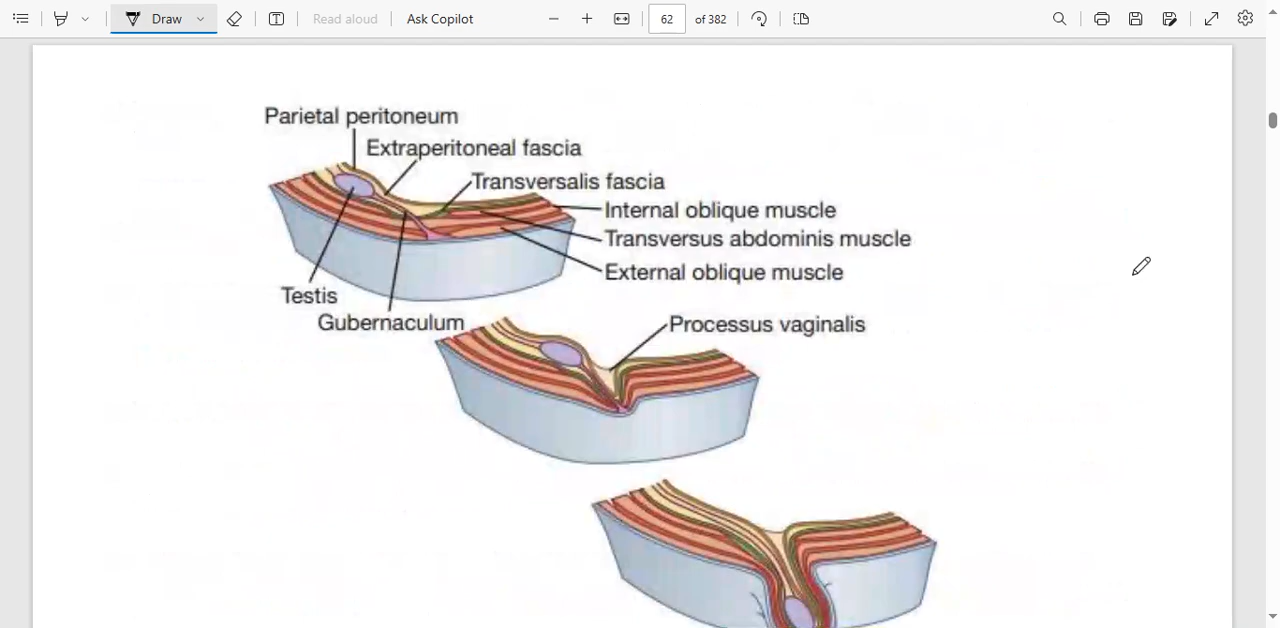 Draw
Read aloud
Ask Copilot
62 of 382
Parietal peritoneum
Extraperitoneal fascia
Transversalis fascia
Internal oblique muscle
Transversus abdominis muscle
External oblique muscle
Testis
Gubernaculum
Processus vaginalis